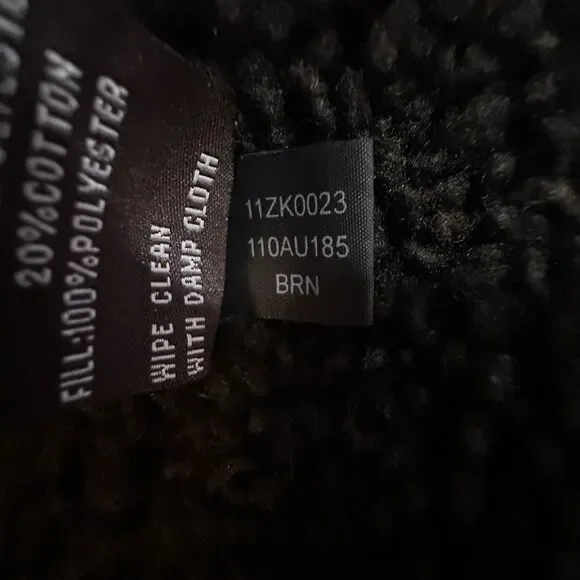 20%COTTON
FILL:100%POLYESTER
WIPE CLEAN
WITH DAMP CLOTH
11ZK0023
110AU185
BRN